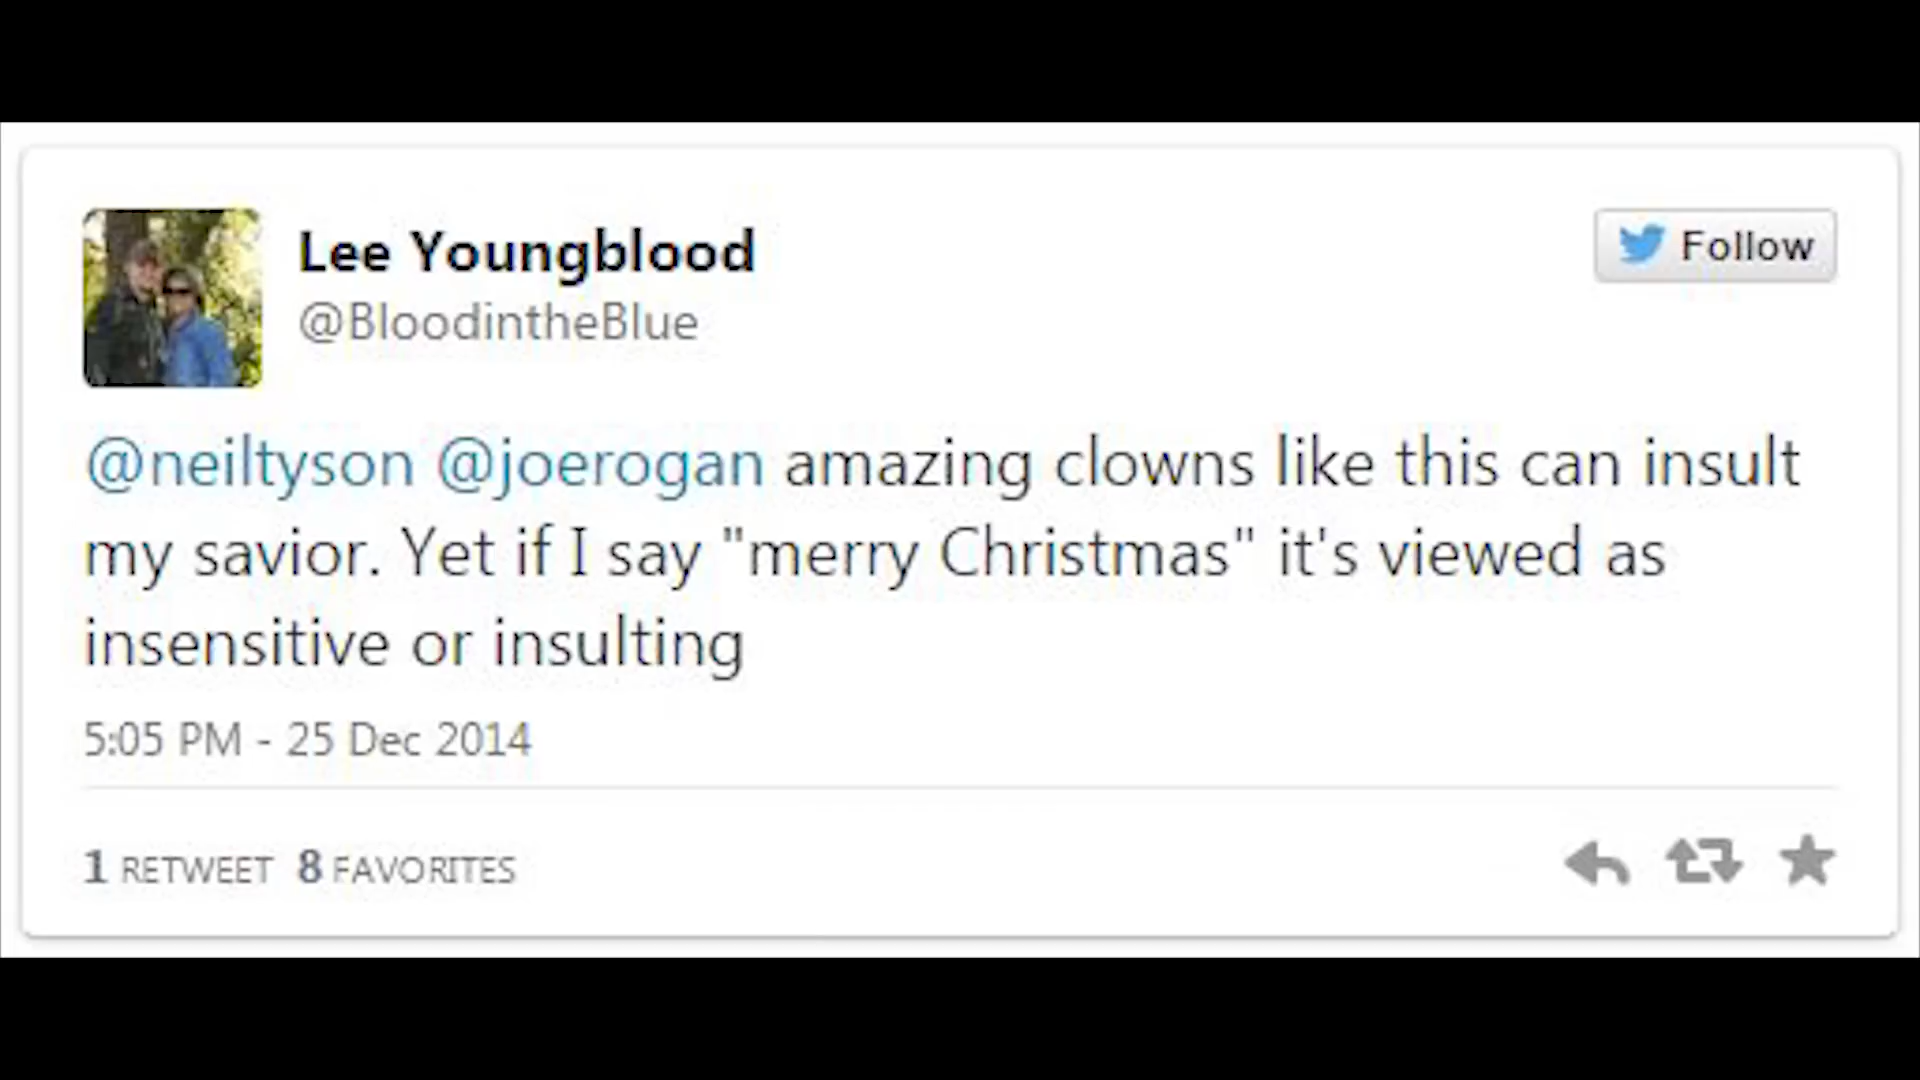 Lee Youngblood
@BloodintheBlue
Follow
@neiltyson @joerogan amazing clowns like this can insult
my savior. Yet if I say "merry Christmas" it's viewed as
insensitive or insulting
5:05 PM - 25 Dec 2014
1 RETWEET 8 FAVORITES